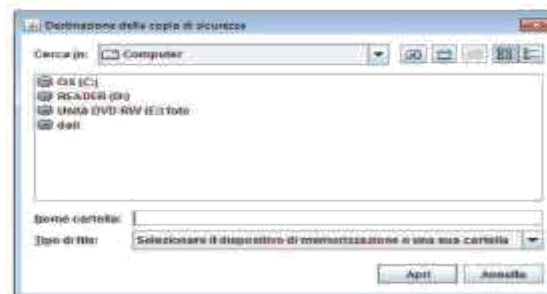 Destinazione della copia di sicurezza
Cerca in: Computer
OS (C:)
READER (D:)
Unità DVD RW (E:) foto
dati
Nome cartella:
Tipo di file: Selezionare il dispositivo di memorizzazione o una sua cartella
Apri Annulla